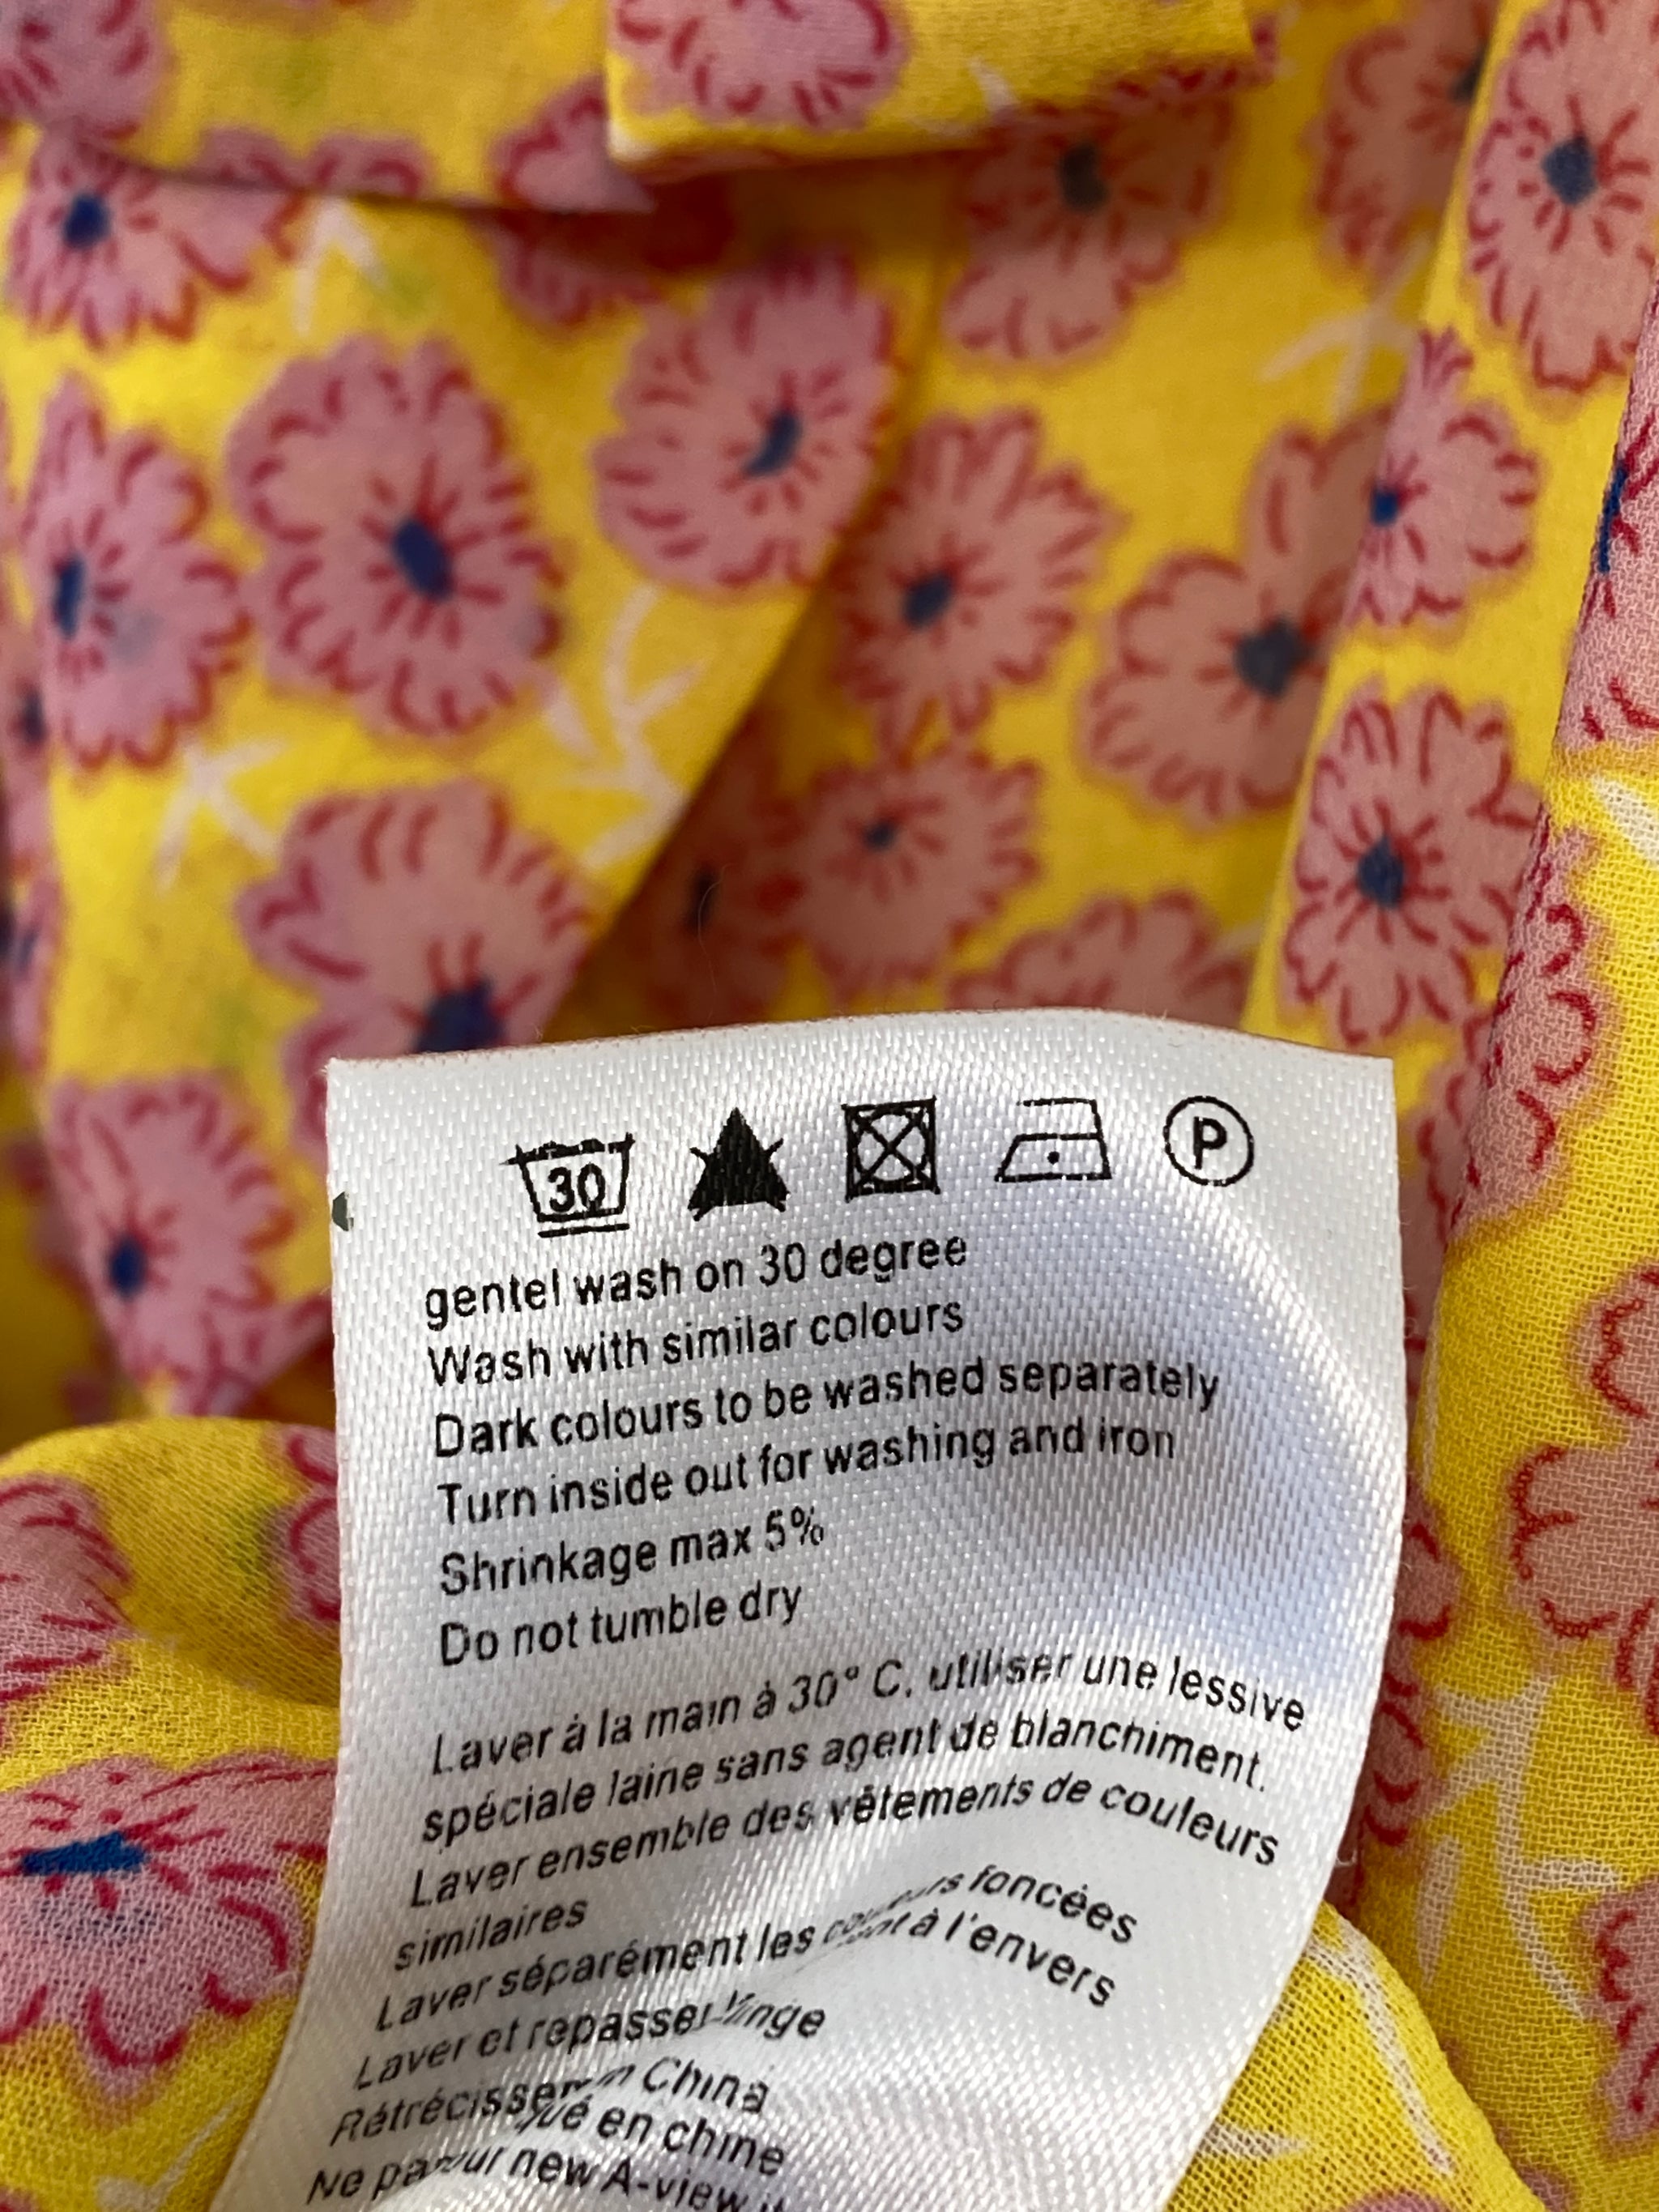 30
P
gentel wash on 30 degree
Wash with similar colours
Dark colours to be washed separately
Turn inside out for washing and iron
Shrinkage max 5%
Do not tumble dry
Laver à la main à 30° C, utiliser une lessive
spéciale laine sans agent de blanchiment.
Laver ensemble des vêtements de couleurs
similaires
Laver séparément les foncées
Laver et repasser à l'envers
China
en chine
Ne new A-view